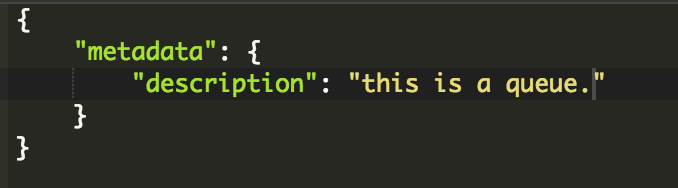 {
    "metadata": {
        "description": "this is a queue."
    }
}